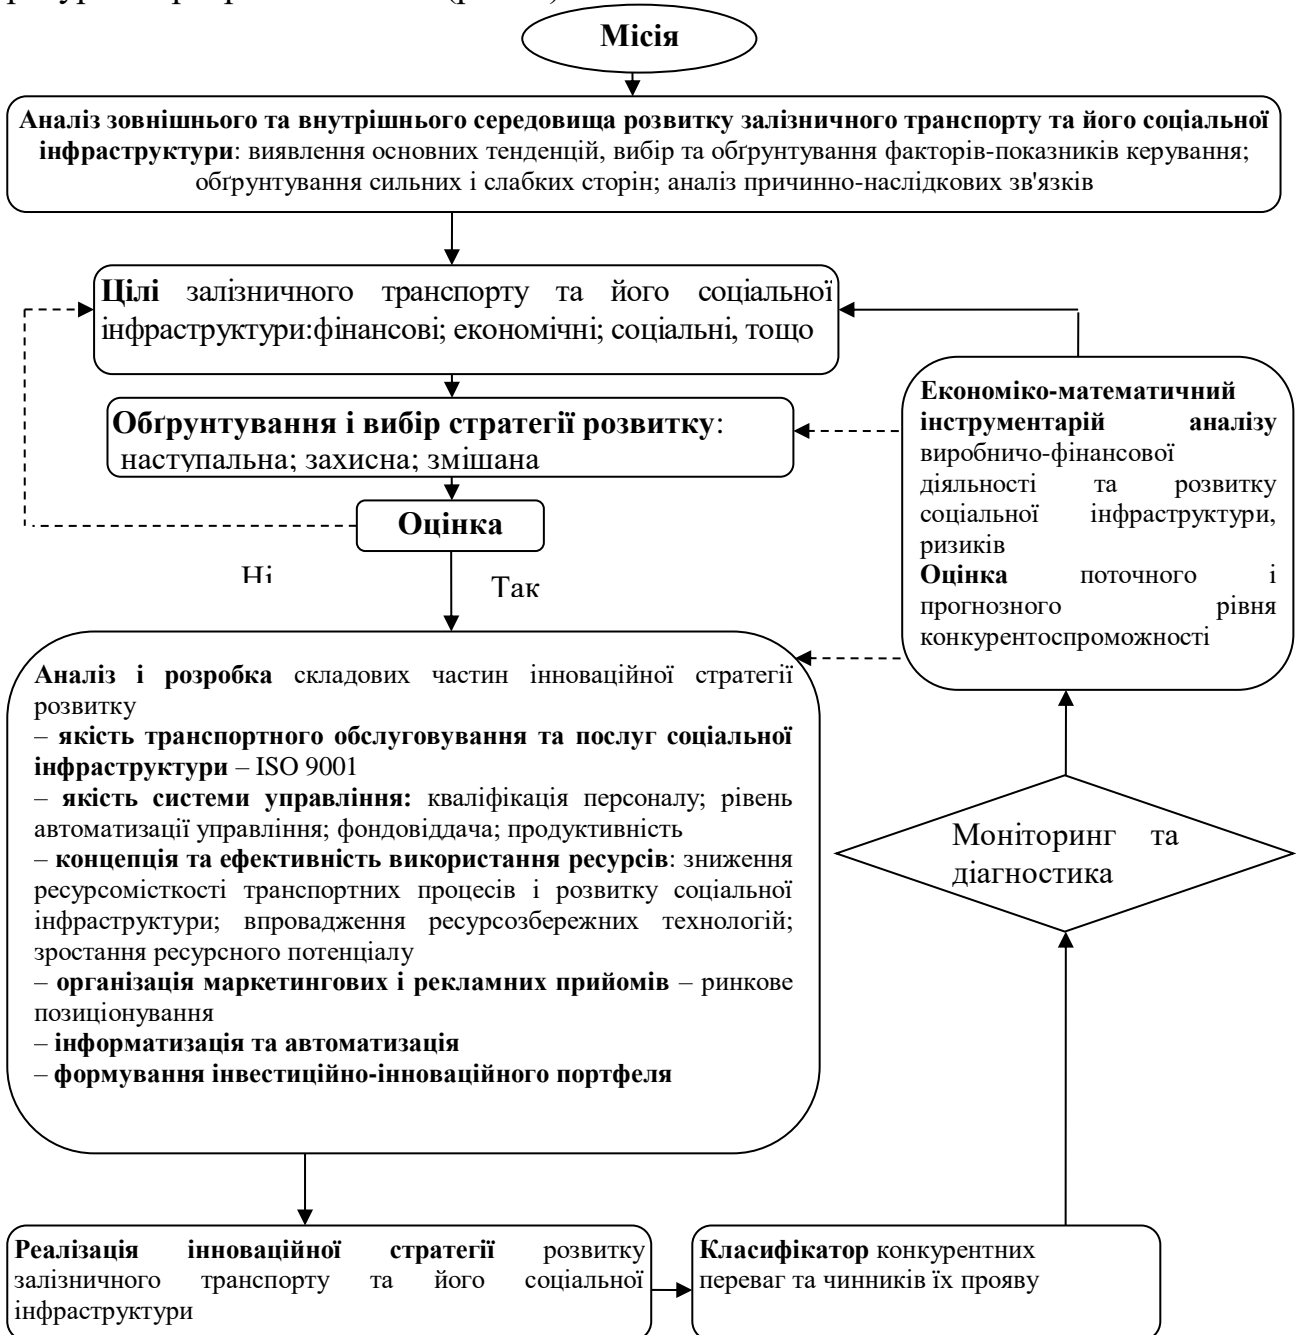 Місія
Аналіз зовнішнього та внутрішнього середовища розвитку залізничного транспорту та його соціальної
інфраструктури: виявлення основних тенденцій, вибір та обґрунтування факторів-показників керування;
обґрунтування сильних і слабких сторін; аналіз причинно-наслідкових зв'язків
Цілі залізничного транспорту та його соціальної
інфраструктури:фінансові; економічні; соціальні, тощо
Обґрунтування і вибір стратегії розвитку:
наступальна; захисна; змішана
Оцінка
Ні
Так
Економіко-математичний
інструментарій аналізу
виробничо-фінансової
діяльності та розвитку
соціальної інфраструктури,
ризиків
Оцінка поточного і
прогнозного рівня
конкурентоспроможності
Аналіз і розробка складових частин інноваційної стратегії
розвитку
– якість транспортного обслуговування та послуг соціальної
інфраструктури – ISO 9001
– якість системи управління: кваліфікація персоналу; рівень
автоматизації управління; фондовіддача; продуктивність
– концепція та ефективність використання ресурсів: зниження
ресурсомісткості транспортних процесів і розвитку соціальної
інфраструктури; впровадження ресурсозбережних технологій;
зростання ресурсного потенціалу
– організація маркетингових і рекламних прийомів – ринкове
позиціонування
– інформатизація та автоматизація
– формування інвестиційно-інноваційного портфеля
Моніторинг та
діагностика
Реалізація інноваційної стратегії розвитку
залізничного транспорту та його соціальної
інфраструктури
Класифікатор конкурентних
переваг та чинників їх прояву